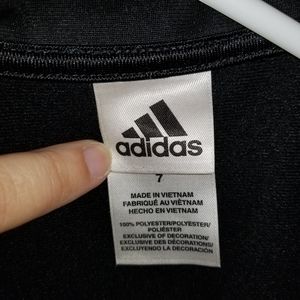 adidas
7
MADE IN VIETNAM
FABRIQUÉ AU VIÊTNAM
HECHO EN VIETNAM
100% POLYESTER/POLYESTER/
POLIÉSTER
EXCLUSIVE OF DECORATION/
EXCLUSIVE DES DÉCORATIONS/
EXCLUYENDO LA DECORACIÓN